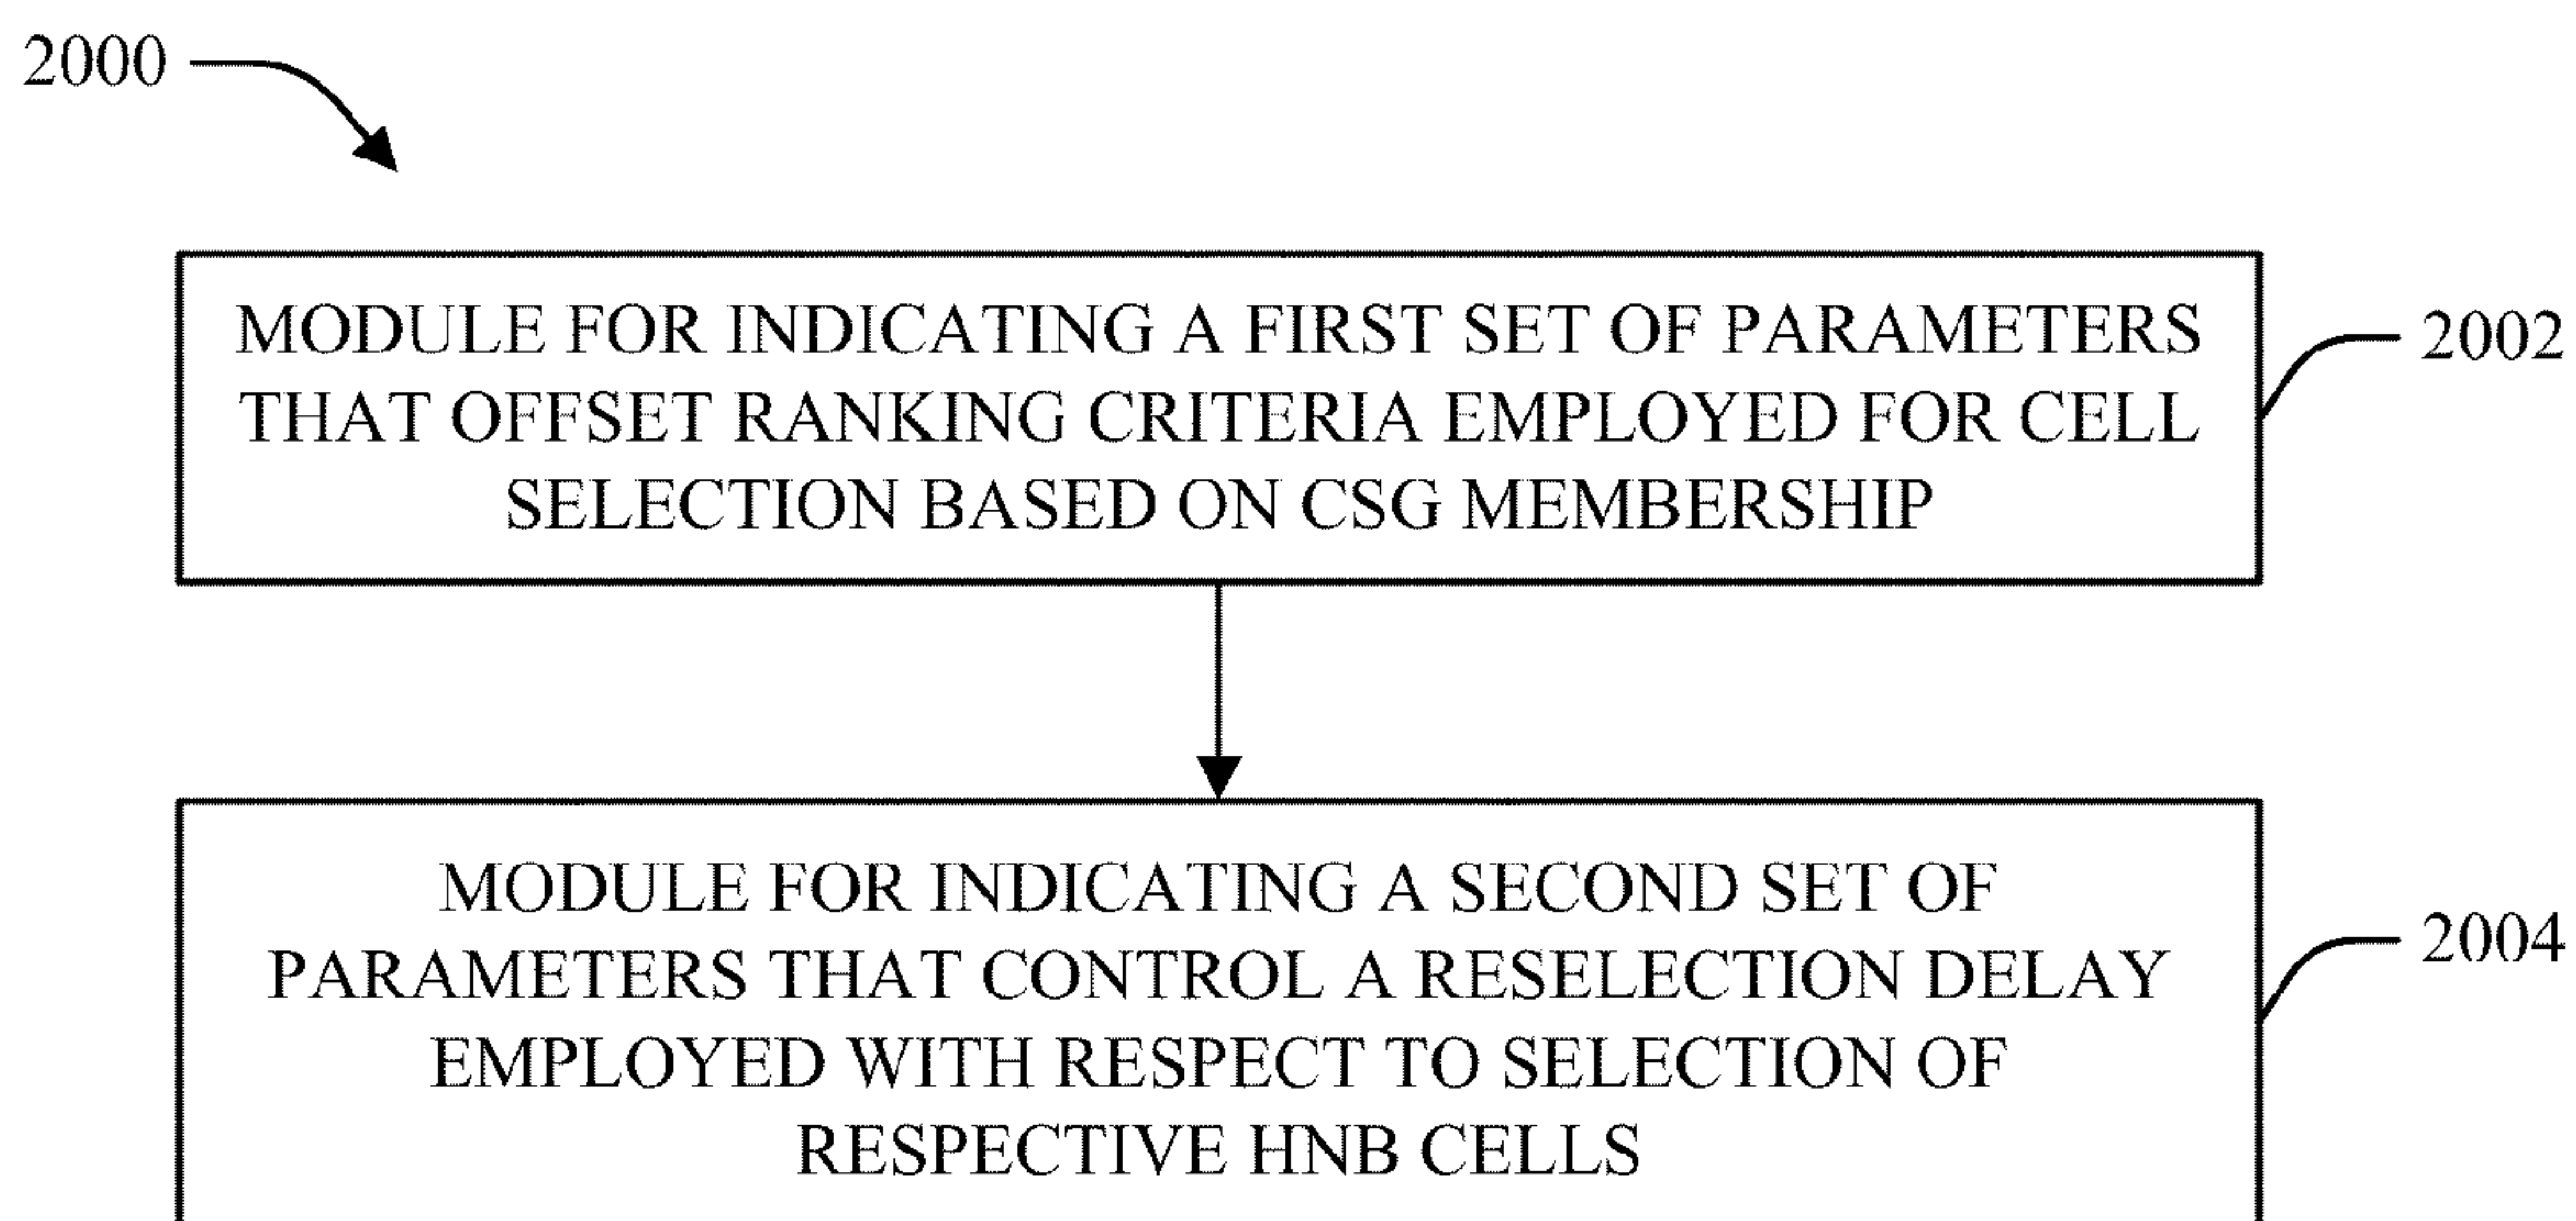 2000
MODULE FOR INDICATING A FIRST SET OF PARAMETERS
THAT OFFSET RANKING CRITERIA EMPLOYED FOR CELL
SELECTION BASED ON CSG MEMBERSHIP
2002
MODULE FOR INDICATING A SECOND SET OF
PARAMETERS THAT CONTROL A RESELECTION DELAY
EMPLOYED WITH RESPECT TO SELECTION OF
RESPECTIVE HNB CELLS
2004